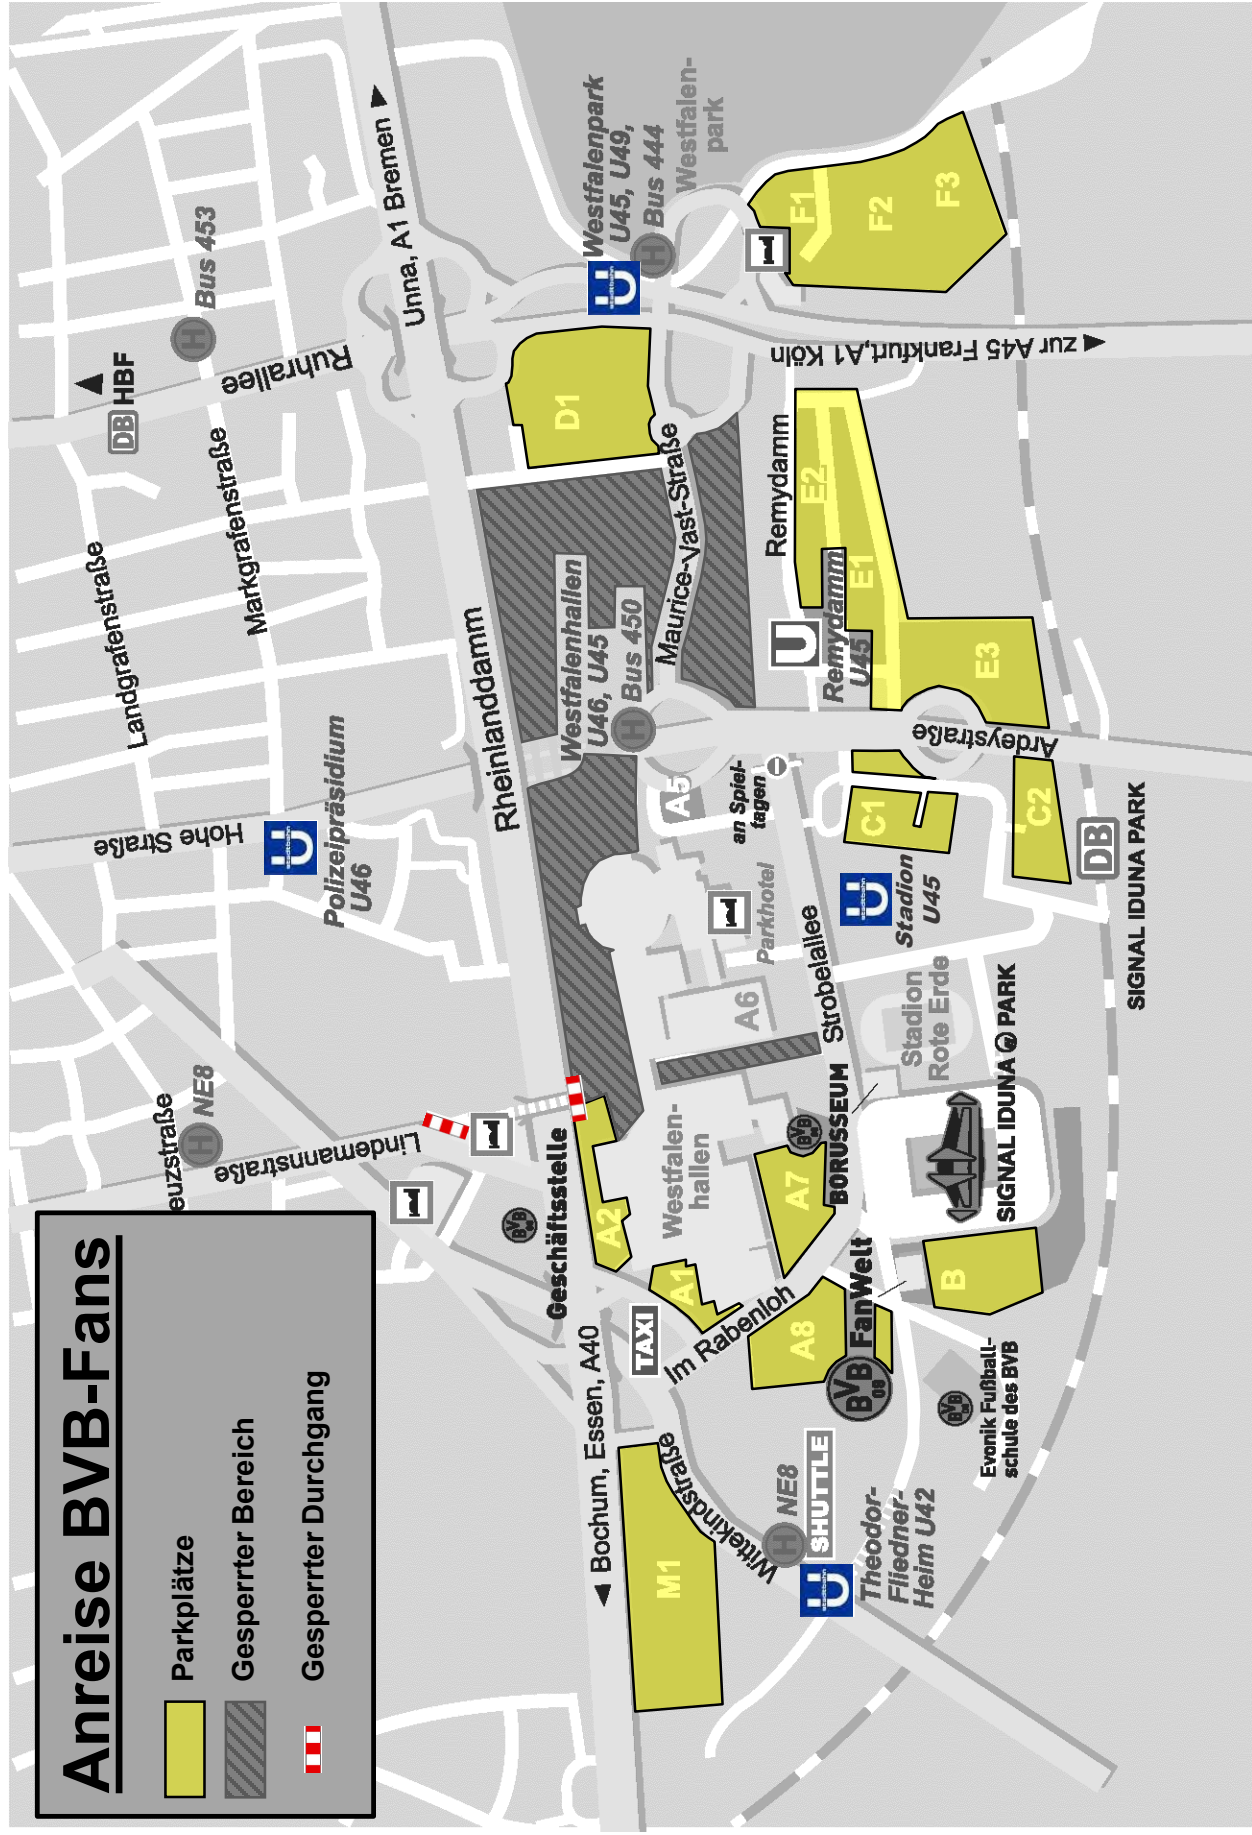 Anreise BVB-Fans
Parkplätze
Gesperrter Bereich
Gesperrter Durchgang
euzstraße
NE8
Lindemannstraße
Hohe Straße
Polizeipräsidium
U46
Landgrafenstraße
Markgrafenstraße
DB HBF
Bus 453
Ruhrallee
Unna, A1 Bremen
Rheinlanddamm
Geschäftsstelle
Bochum, Essen, A40
M1
Wittekindstraße
NE8
SHUTTLE
Theodor-
Fliedner-
Heim U42
TAXI
Im Rabenloh
A1
A2
A7
A8
B
Westfalen-
hallen
BVB
09
FanWelt
BORUSSEUM
Evonik Fußball-
schule des BVB
SIGNAL IDUNA PARK
Stadion
Rote Erde
A6
Strobelallee
Parkhotel
A5
an Spiel-
tagen
Stadion
U45
C1
C2
DB
SIGNAL IDUNA PARK
Ardeystraße
Westfalenhallen
U46, U45
Bus 450
Maurice-Vast-Straße
Remydamm
Remydamm
U45
E1
E2
E3
D1
Westfalenpark
U45, U49,
Bus 444
Westfalen-
park
F1
F2
F3
zur A45 Frankfurt,A1 Köln